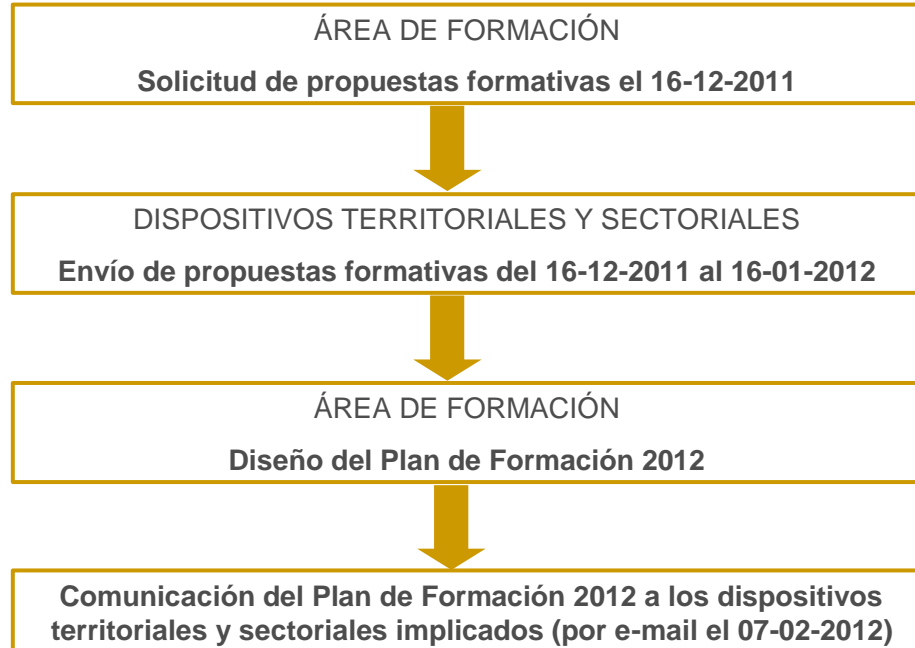 ÁREA DE FORMACIÓN
Solicitud de propuestas formativas el 16-12-2011
DISPOSITIVOS TERRITORIALES Y SECTORIALES
Envío de propuestas formativas del 16-12-2011 al 16-01-2012
ÁREA DE FORMACIÓN
Diseño del Plan de Formación 2012
Comunicación del Plan de Formación 2012 a los dispositivos
territoriales y sectoriales implicados (por e-mail el 07-02-2012)